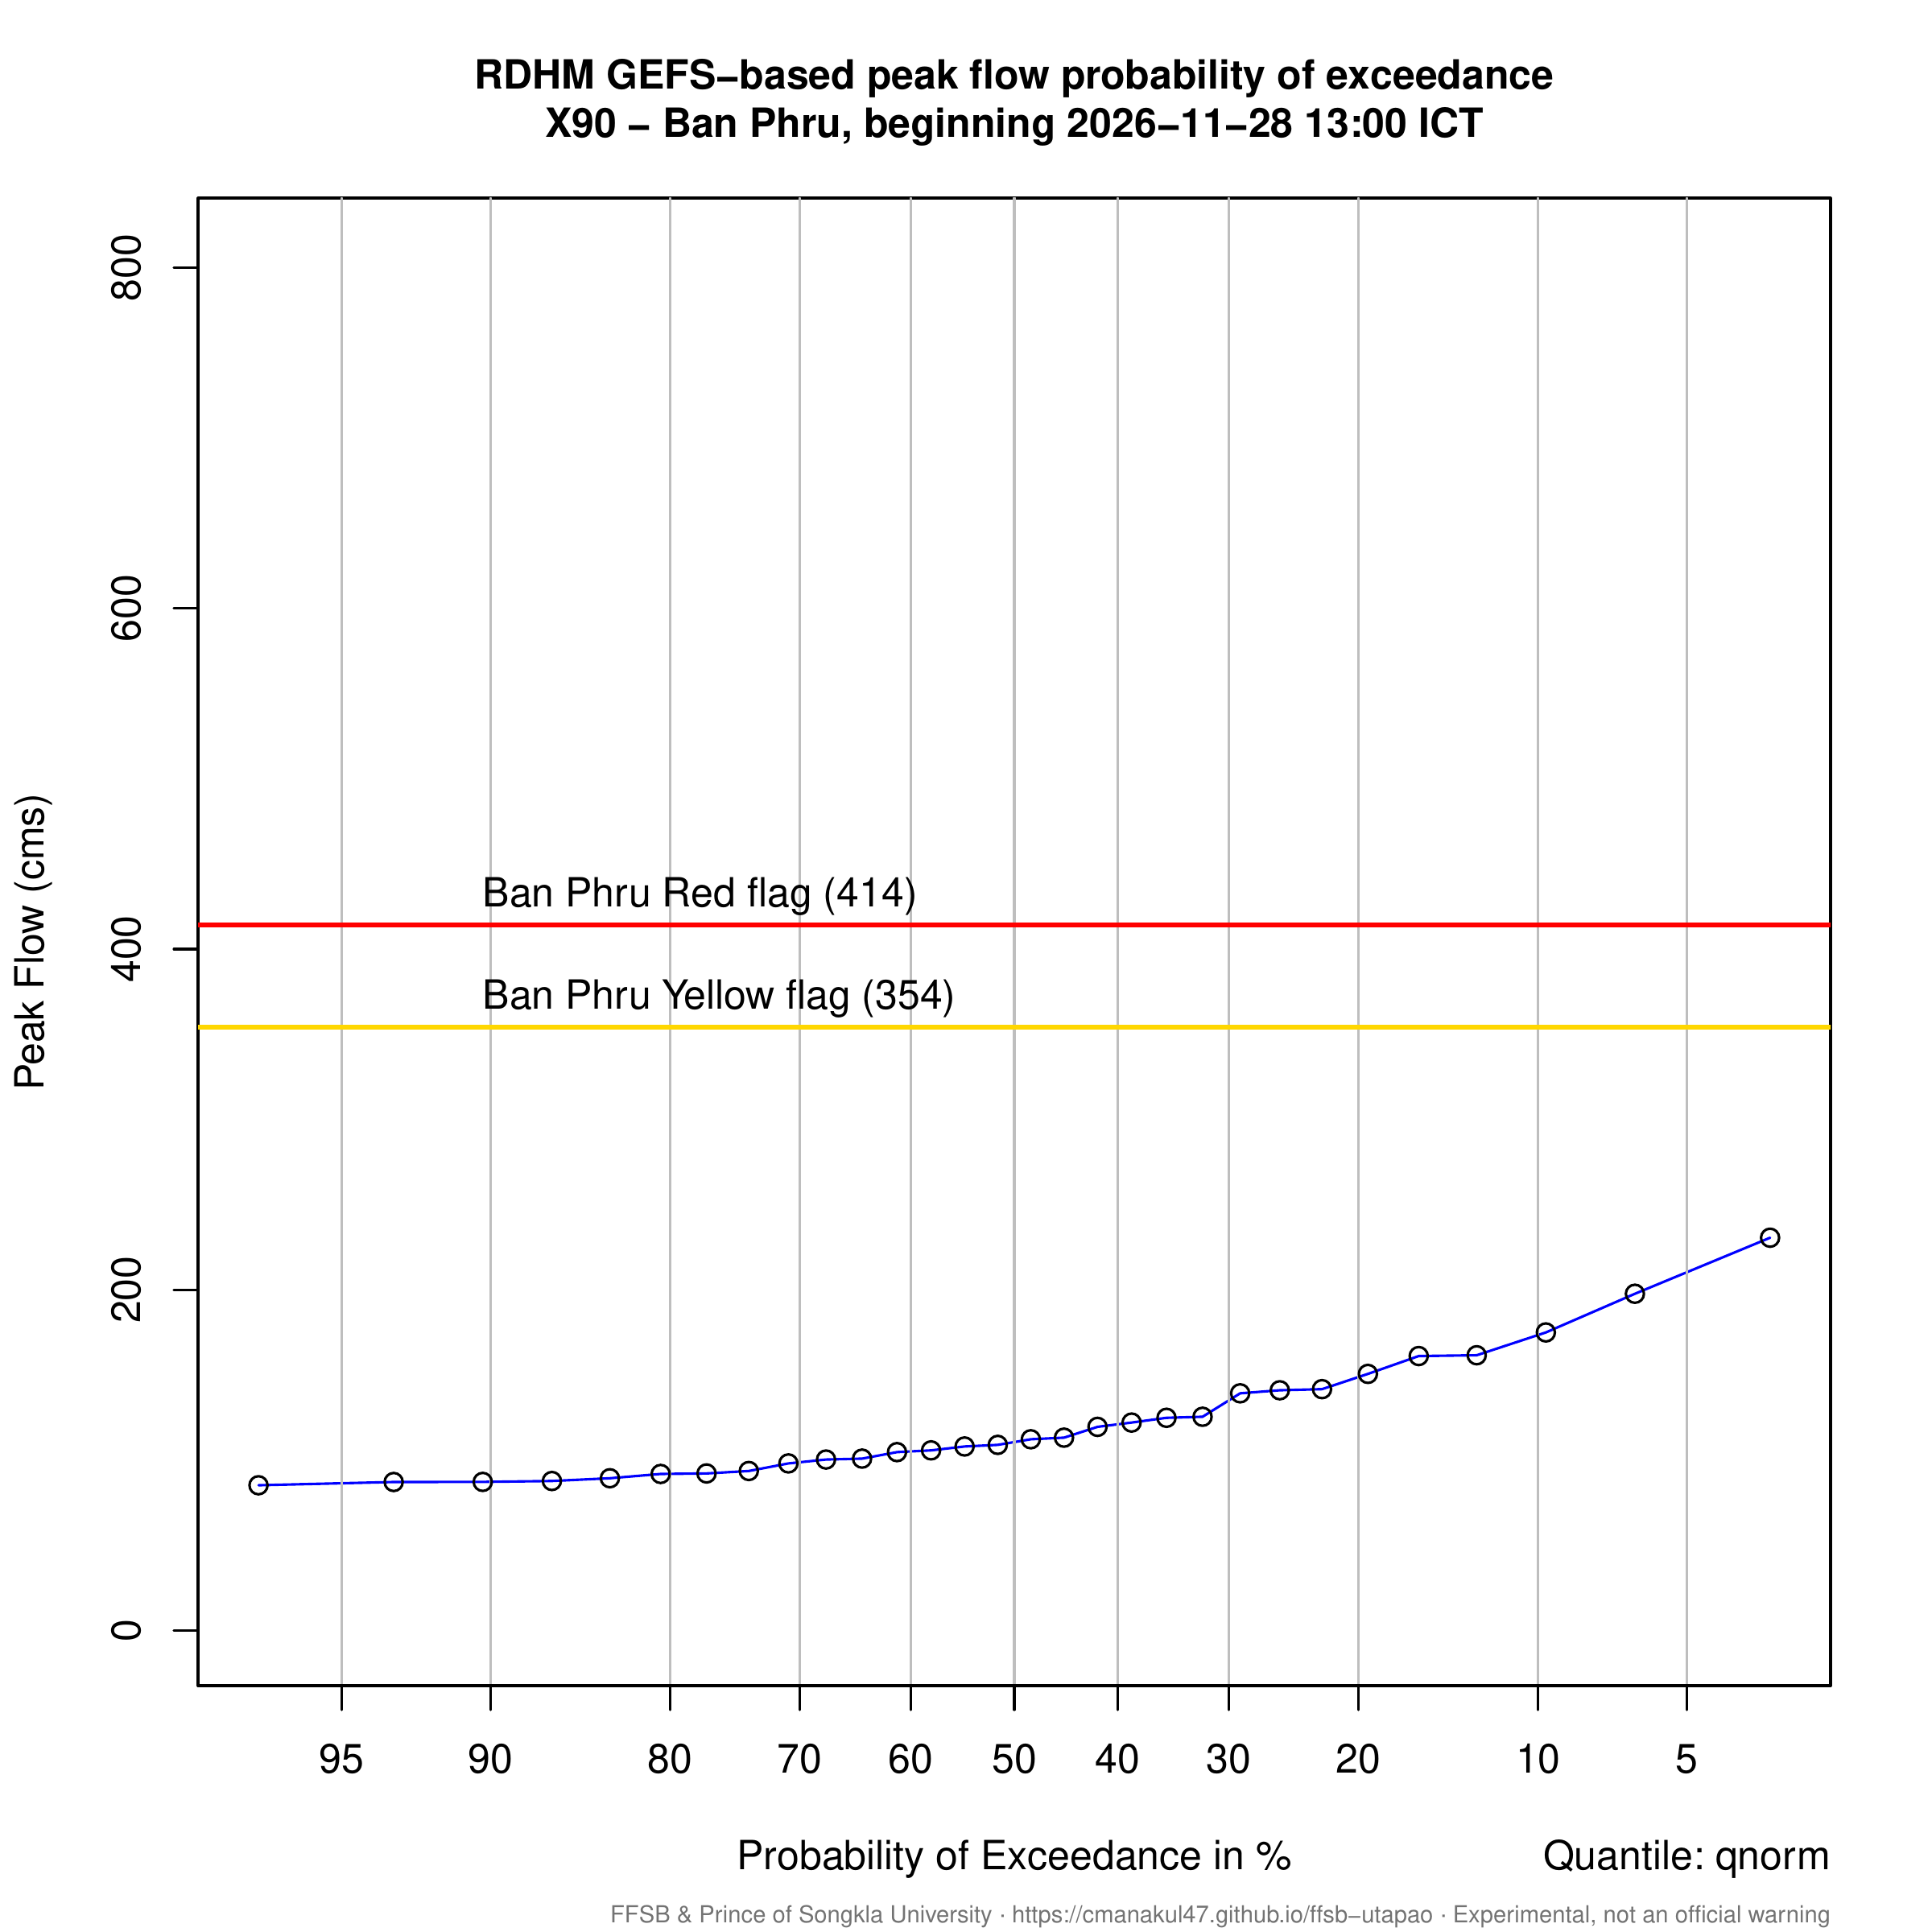 RDHM GEFS−based peak flow probability of exceedance
X90 − Ban Phru, beginning 2026−11−28 13:00 ICT
800
600
400
200
0
Peak Flow (cms)
Ban Phru Red flag (414)
Ban Phru Yellow flag (354)
95 90 80 70 60 50 40 30 20 10 5
Probability of Exceedance in %
Quantile: qnorm
FFSB & Prince of Songkla University · https://cmanakul47.github.io/ffsb−utapao · Experimental, not an official warning